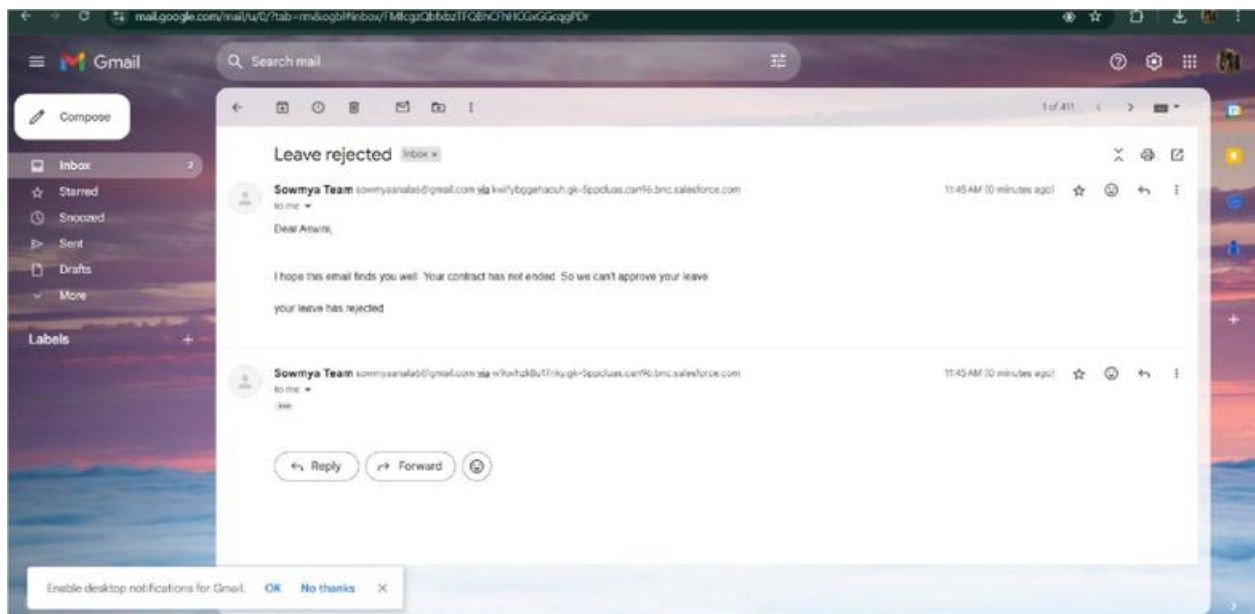 mail.google.com/mail/u/0/?tab=rm&ogbl#inbox/
Gmail
Search mail
Compose
1 of 411
Inbox 2
Starred
Snoozed
Sent
Drafts
More
Labels
Leave rejected Inbox x
Sowmya Team via
11:45 AM (0 minutes ago)
to me
Dear
I hope this email finds you well. Your contract has not ended. So we can't approve your leave
your leave has rejected
Sowmya Team via
11:45 AM (0 minutes ago)
to me
Reply
Forward
Enable desktop notifications for Gmail. OK No thanks